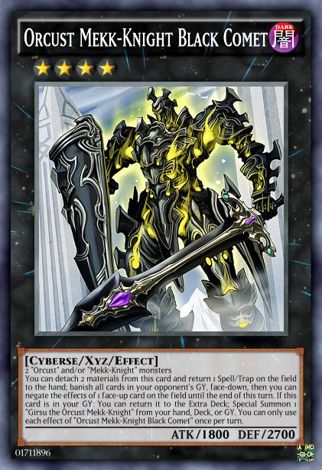 Orcust Mekk-Knight Black Comet
DARK
闇
[Cyberse/Xyz/Effect]
2 "Orcust" and/or "Mekk-Knight" monsters
You can detach 2 materials from this card and return 1 Spell/Trap on the field
to the hand; banish all cards in your opponent's GY, face-down, then you can
negate the effects of 1 face-up card on the field until the end of this turn. If
this card is in your GY: You can return it to the Extra Deck; Special Summon 1
"Girsu the Orcust Mekk-Knight" from your hand, Deck, or GY. You can only use
each effect of "Orcust Mekk-Knight Black Comet" once per turn.
ATK/1800 DEF/2700
01711896